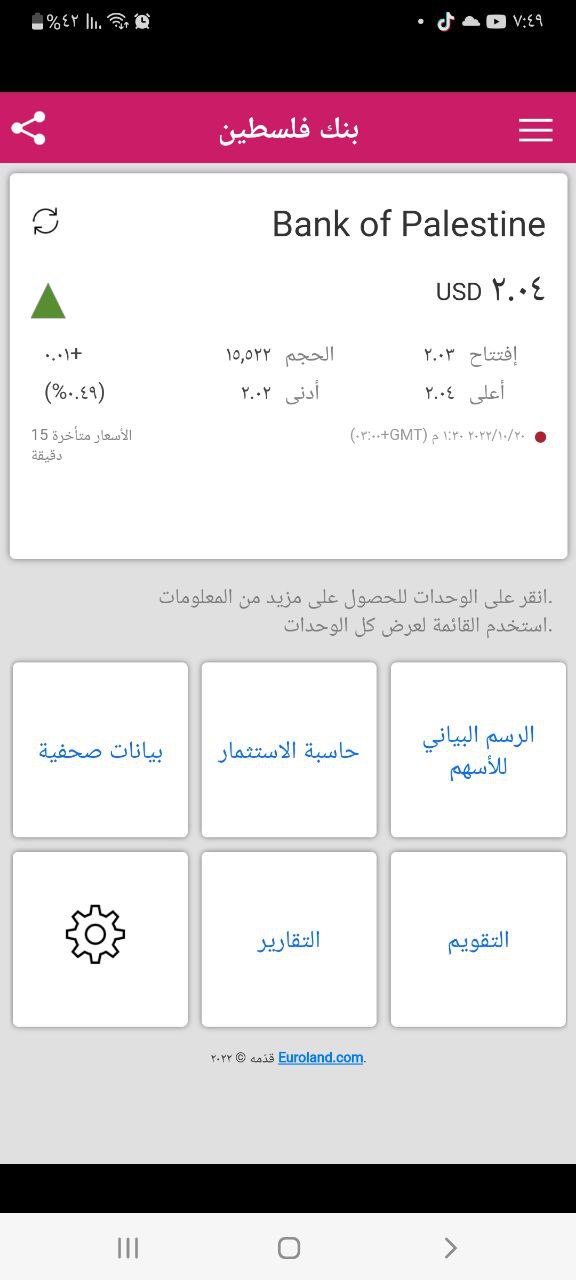 %٤٢
٧:٤٩
بنك فلسطين
Bank of Palestine
٢.٠٤ USD
إفتتاح ٢.٠٣ الحجم ١٥,٥٢٢ +٠.٠١
أعلى ٢.٠٤ أدنى ٢.٠٢ (%٠.٤٩)
٢٠٢٢/١٠/٢٠ ١:٣٠ م (GMT+٠٣:٠٠)
الأسعار متأخرة 15
دقيقة
انقر على الوحدات للحصول على مزيد من المعلومات.
استخدم القائمة لعرض كل الوحدات.
الرسم البياني
للأسهم
حاسبة الاستثمار
بيانات صحفية
التقويم
التقارير
.Euroland.com قدمه © ٢٠٢٢